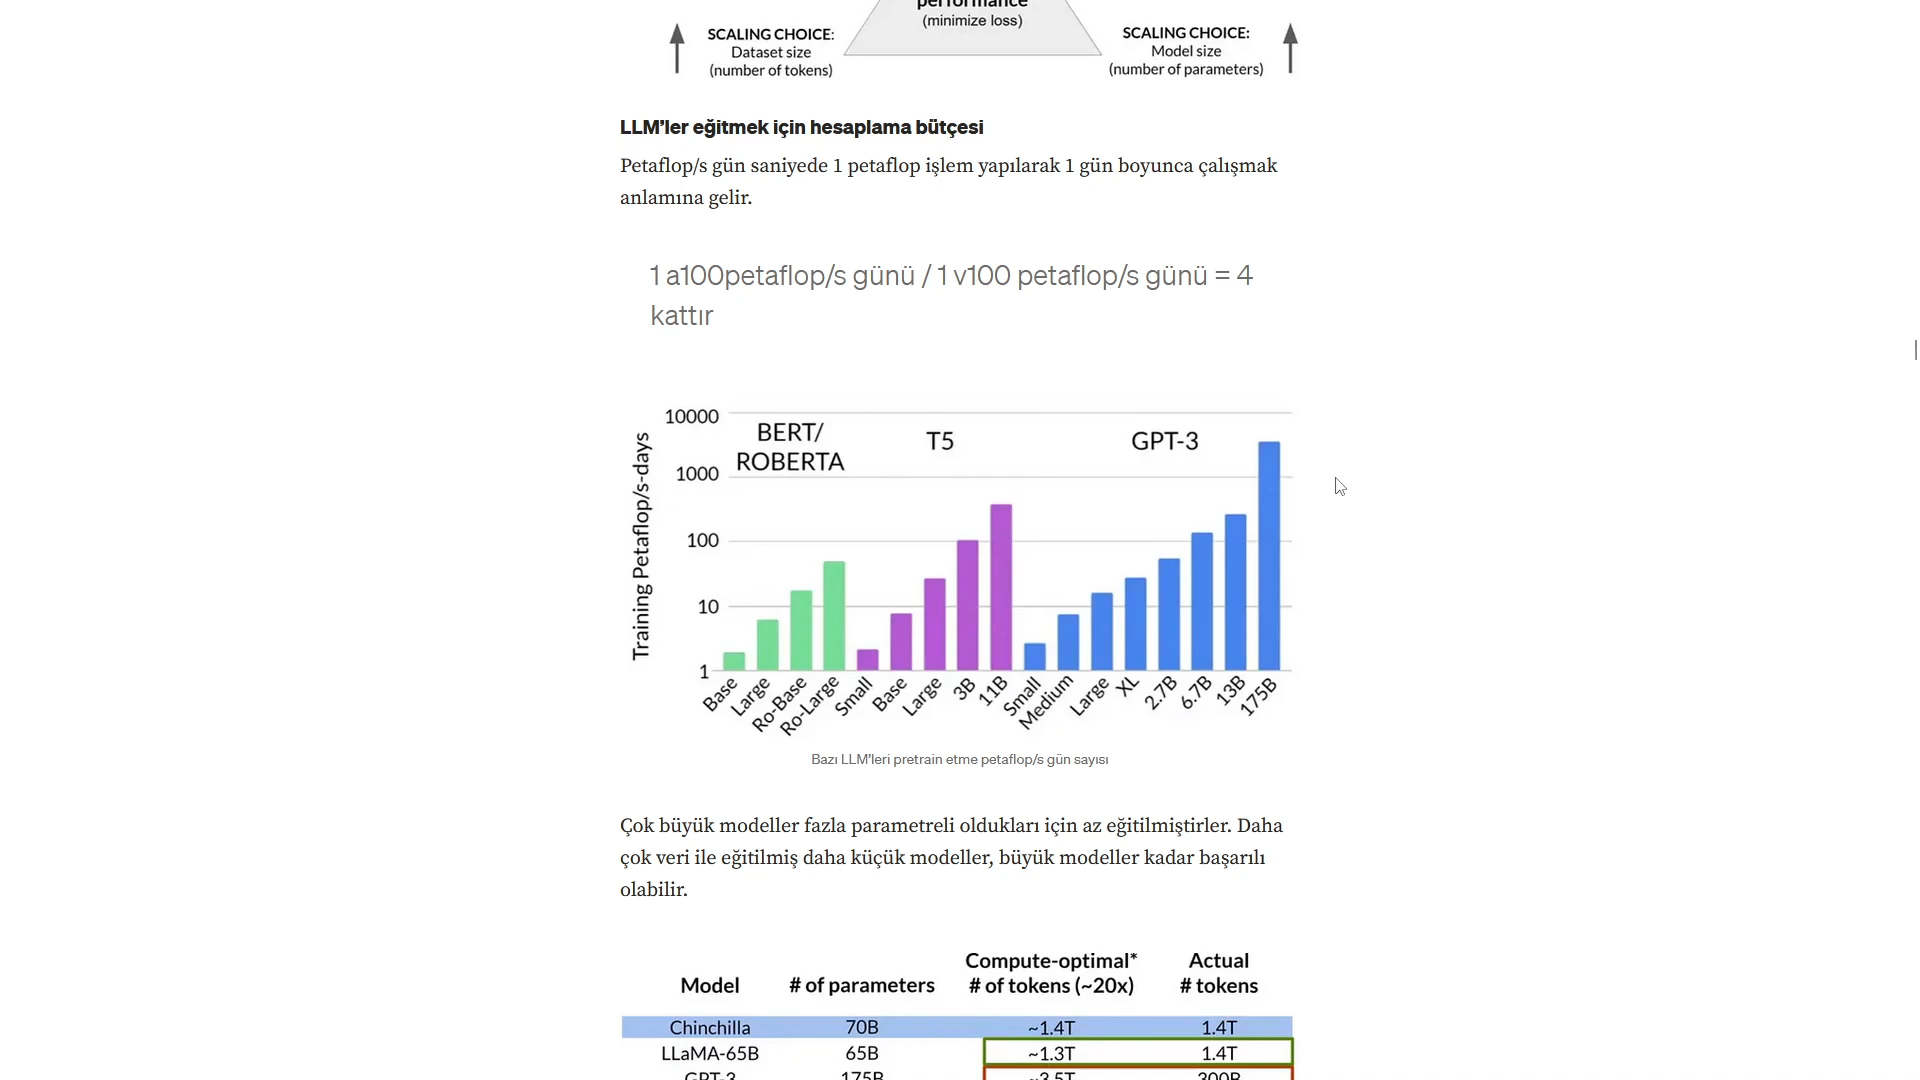 performance
(minimize loss)
SCALING CHOICE:
Dataset size
(number of tokens)
SCALING CHOICE:
Model size
(number of parameters)
LLM’ler eğitmek için hesaplama bütçesi
Petaflop/s gün saniyede 1 petaflop işlem yapılarak 1 gün boyunca çalışmak
anlamına gelir.
1 a100petaflop/s günü / 1 v100 petaflop/s günü = 4
kattır
Training Petaflop/s-days
10000
1000
100
10
1
BERT/
ROBERTA
T5
GPT-3
Base
Large
Ro-Base
Ro-Large
Small
Base
Large
3B
11B
Small
Medium
Large
XL
2.7B
6.7B
13B
175B
Bazı LLM’leri pretrain etme petaflop/s gün sayısı
Çok büyük modeller fazla parametreli oldukları için az eğitilmiştirler. Daha
çok veri ile eğitilmiş daha küçük modeller, büyük modeller kadar başarılı
olabilir.
Model # of parameters Compute-optimal* # of tokens (~20x) Actual # tokens
Chinchilla 70B ~1.4T 1.4T
LLaMA-65B 65B ~1.3T 1.4T
GPT-3 175B ~3.5T 300B